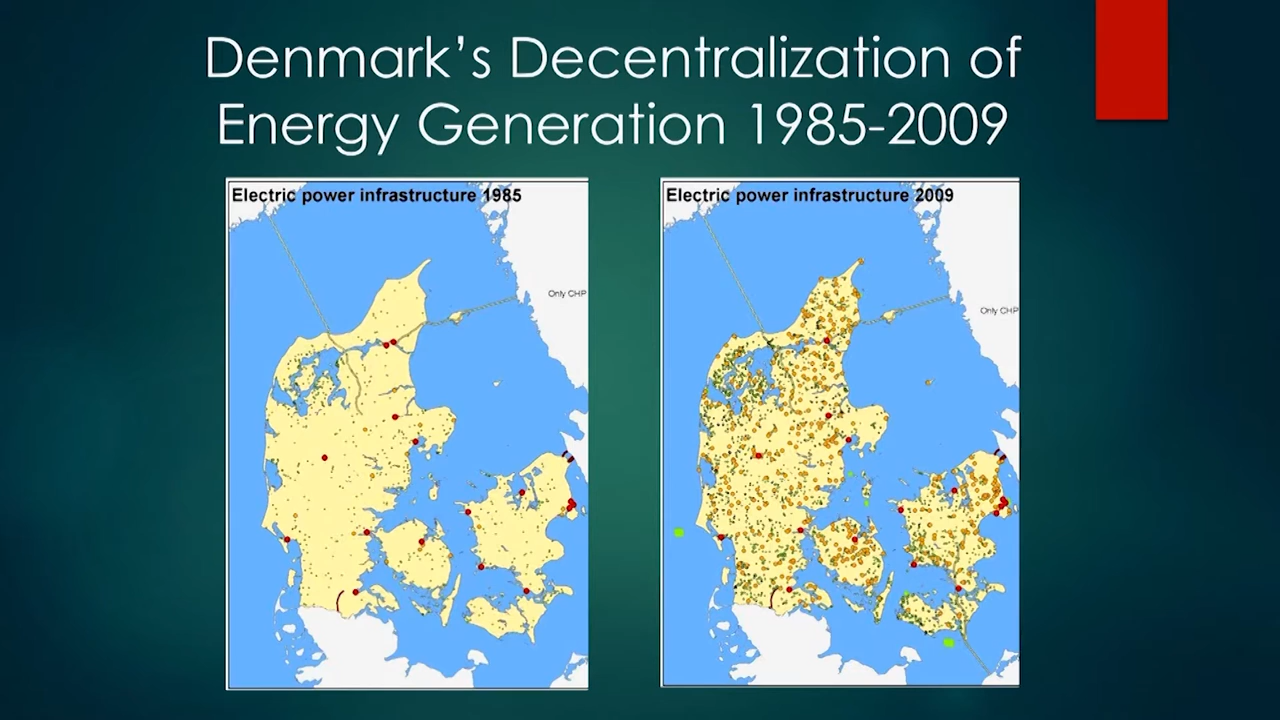 Denmark's Decentralization of
Energy Generation 1985-2009
Electric power infrastructure 1985
Only CHP
Electric power infrastructure 2009
Only CHP